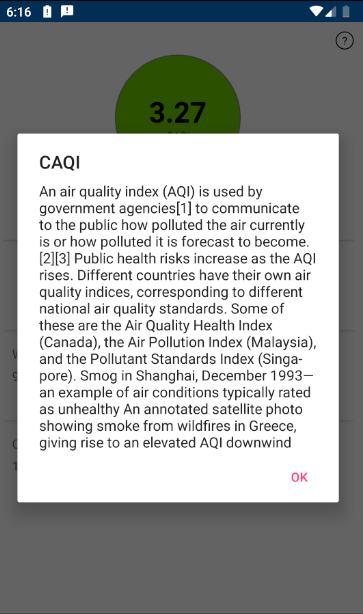 6:16
?
3.27
CAQI
An air quality index (AQI) is used by
government agencies[1] to communicate
to the public how polluted the air currently
is or how polluted it is forecast to become.
[2][3] Public health risks increase as the AQI
rises. Different countries have their own air
quality indices, corresponding to different
national air quality standards. Some of
these are the Air Quality Health Index
(Canada), the Air Pollution Index (Malaysia),
and the Pollutant Standards Index (Singa-
pore). Smog in Shanghai, December 1993—
an example of air conditions typically rated
as unhealthy An annotated satellite photo
showing smoke from wildfires in Greece,
giving rise to an elevated AQI downwind
OK